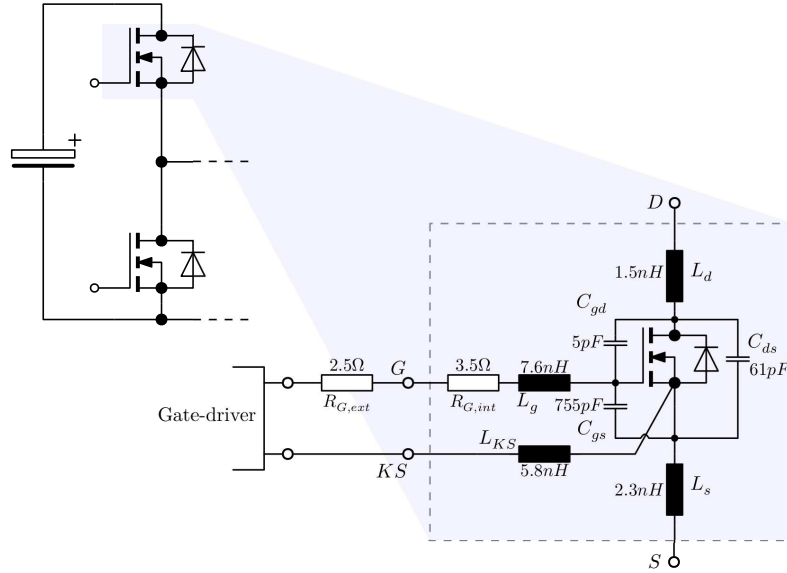 +
D
1.5nH
L_d
C_gd
5pF
C_ds
61pF
2.5Ω
G
3.5Ω
7.6nH
R_G,ext
R_G,int
L_g
755pF
C_gs
Gate-driver
L_KS
KS
5.8nH
2.3nH
L_s
S